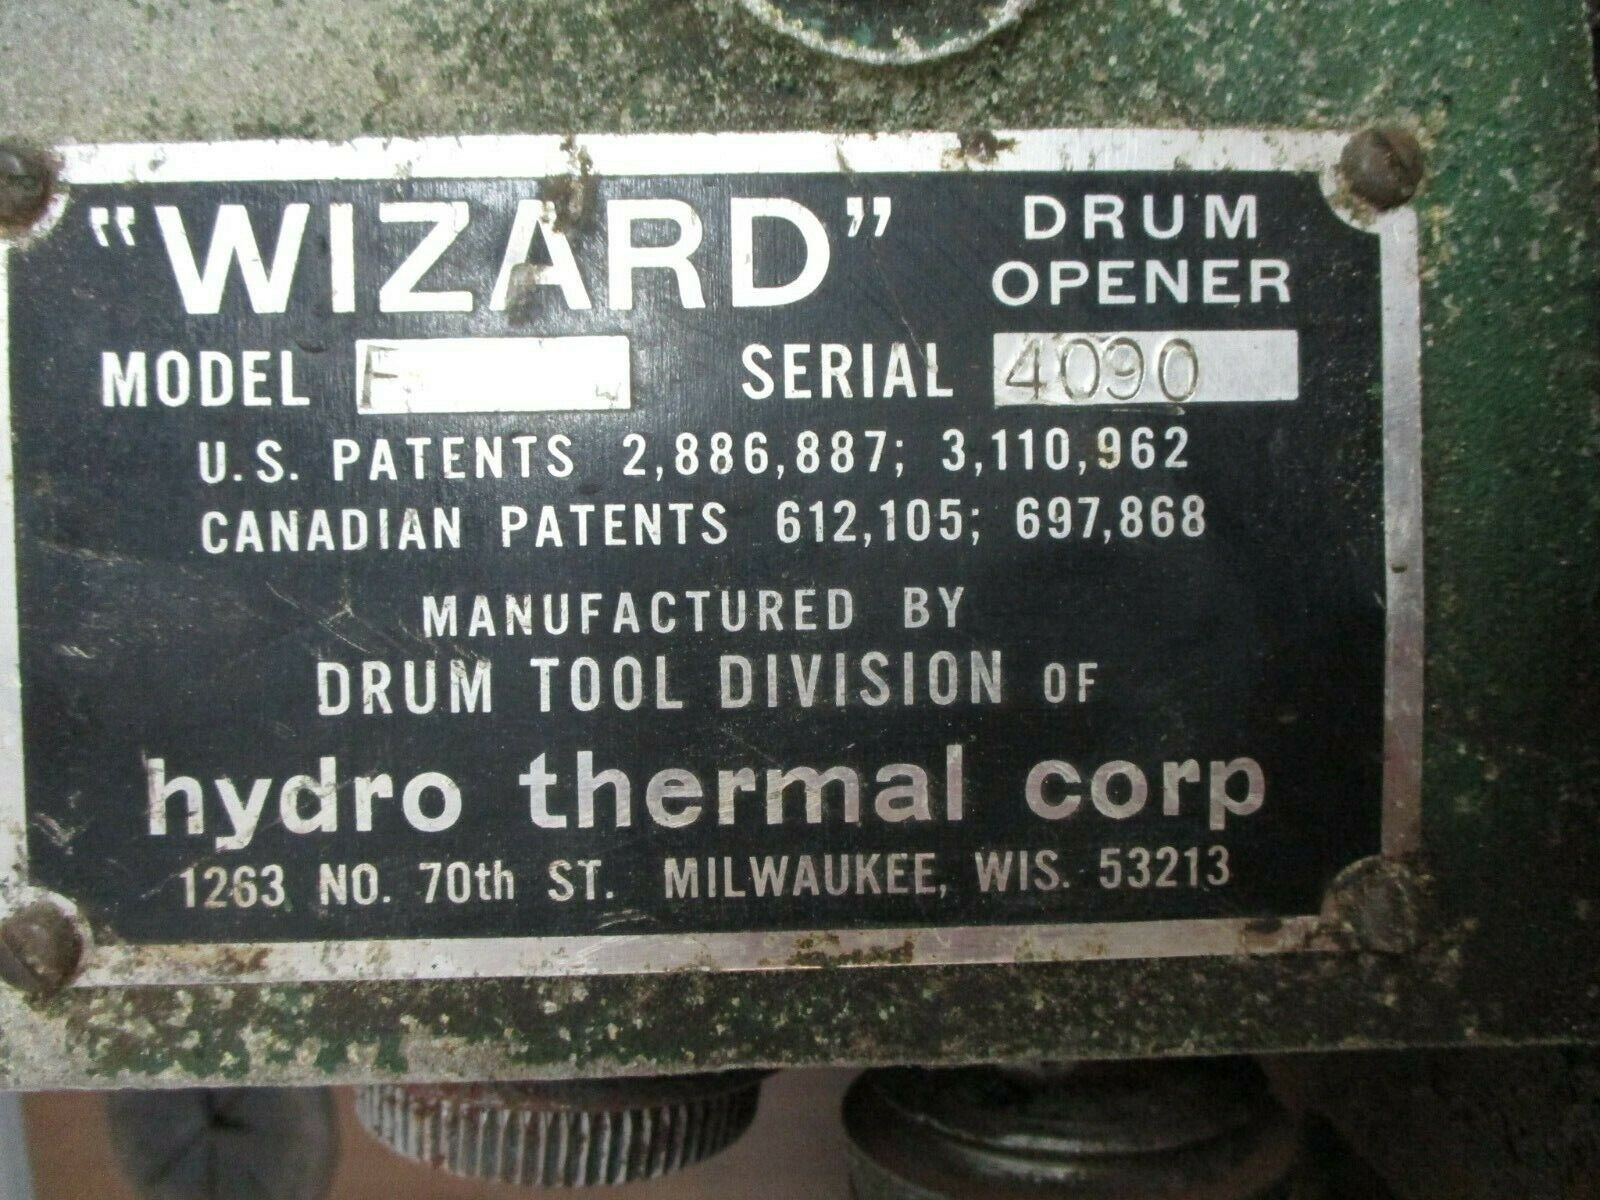 "WIZARD" DRUM OPENER
MODEL F SERIAL 4090
U.S. PATENTS 2,886,887; 3,110,962
CANADIAN PATENTS 612,105; 697,868
MANUFACTURED BY
DRUM TOOL DIVISION OF
hydro thermal corp
1263 NO. 70th ST. MILWAUKEE, WIS. 53213